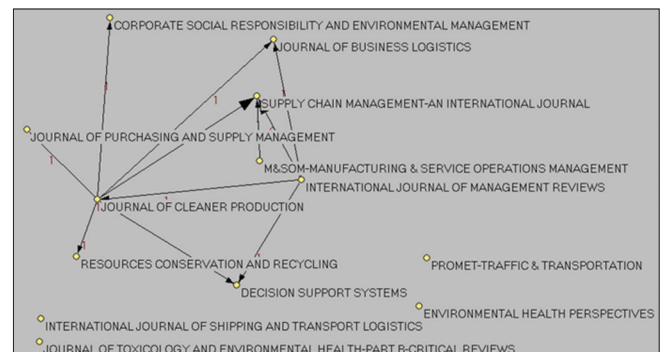 CORPORATE SOCIAL RESPONSIBILITY AND ENVIRONMENTAL MANAGEMENT
JOURNAL OF BUSINESS LOGISTICS
1
1
1
SUPPLY CHAIN MANAGEMENT-AN INTERNATIONAL JOURNAL
JOURNAL OF PURCHASING AND SUPPLY MANAGEMENT
1
M&SOM-MANUFACTURING & SERVICE OPERATIONS MANAGEMENT
INTERNATIONAL JOURNAL OF MANAGEMENT REVIEWS
1
JOURNAL OF CLEANER PRODUCTION
1
RESOURCES CONSERVATION AND RECYCLING
PROMET-TRAFFIC & TRANSPORTATION
DECISION SUPPORT SYSTEMS
ENVIRONMENTAL HEALTH PERSPECTIVES
INTERNATIONAL JOURNAL OF SHIPPING AND TRANSPORT LOGISTICS
JOURNAL OF TOXICOLOGY AND ENVIRONMENTAL HEALTH-PART B-CRITICAL REVIEWS